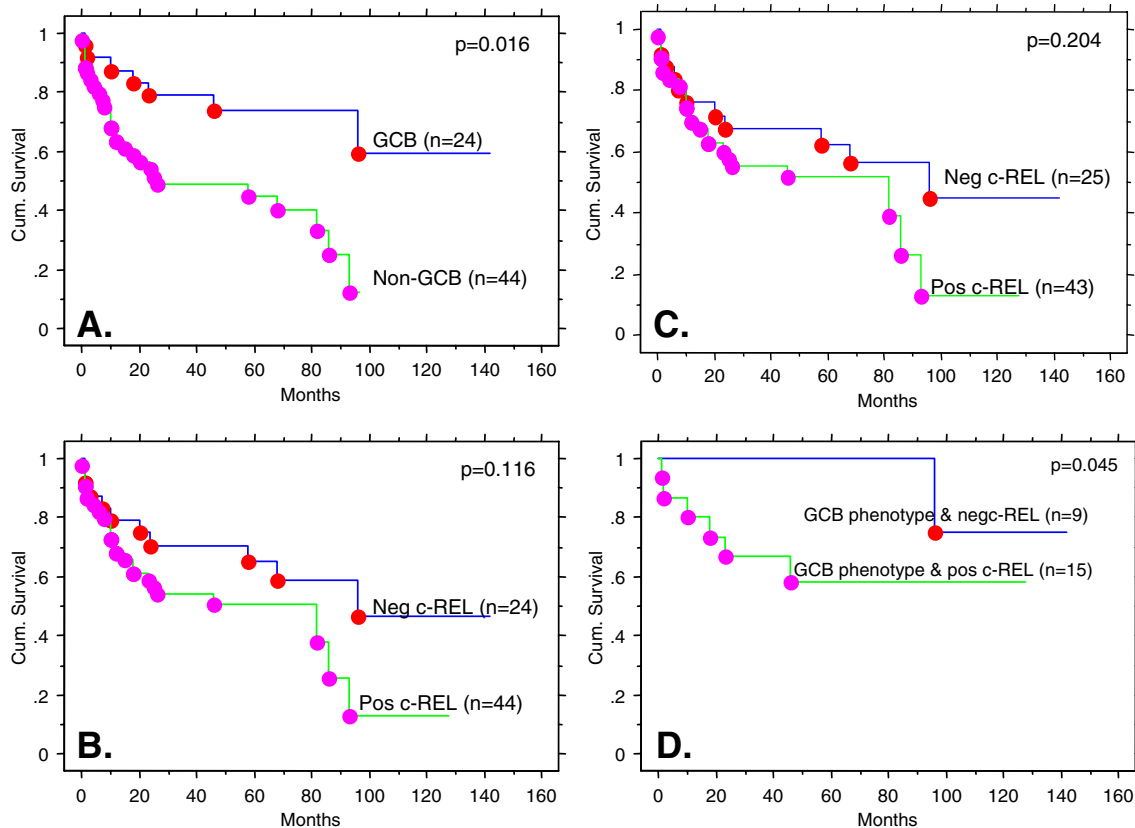 1
.8
.6
.4
.2
0
Cum. Survival
p=0.016
GCB (n=24)
Non-GCB (n=44)
A.
0 20 40 60 80 100 120 140 160
Months
1
.8
.6
.4
.2
0
Cum. Survival
p=0.204
Neg c-REL (n=25)
Pos c-REL (n=43)
C.
0 20 40 60 80 100 120 140 160
Months
1
.8
.6
.4
.2
0
Cum. Survival
p=0.116
Neg c-REL (n=24)
Pos c-REL (n=44)
B.
0 20 40 60 80 100 120 140 160
Months
1
.8
.6
.4
.2
0
Cum. Survival
p=0.045
GCB phenotype & negc-REL (n=9)
GCB phenotype & pos c-REL (n=15)
D.
0 20 40 60 80 100 120 140 160
Months